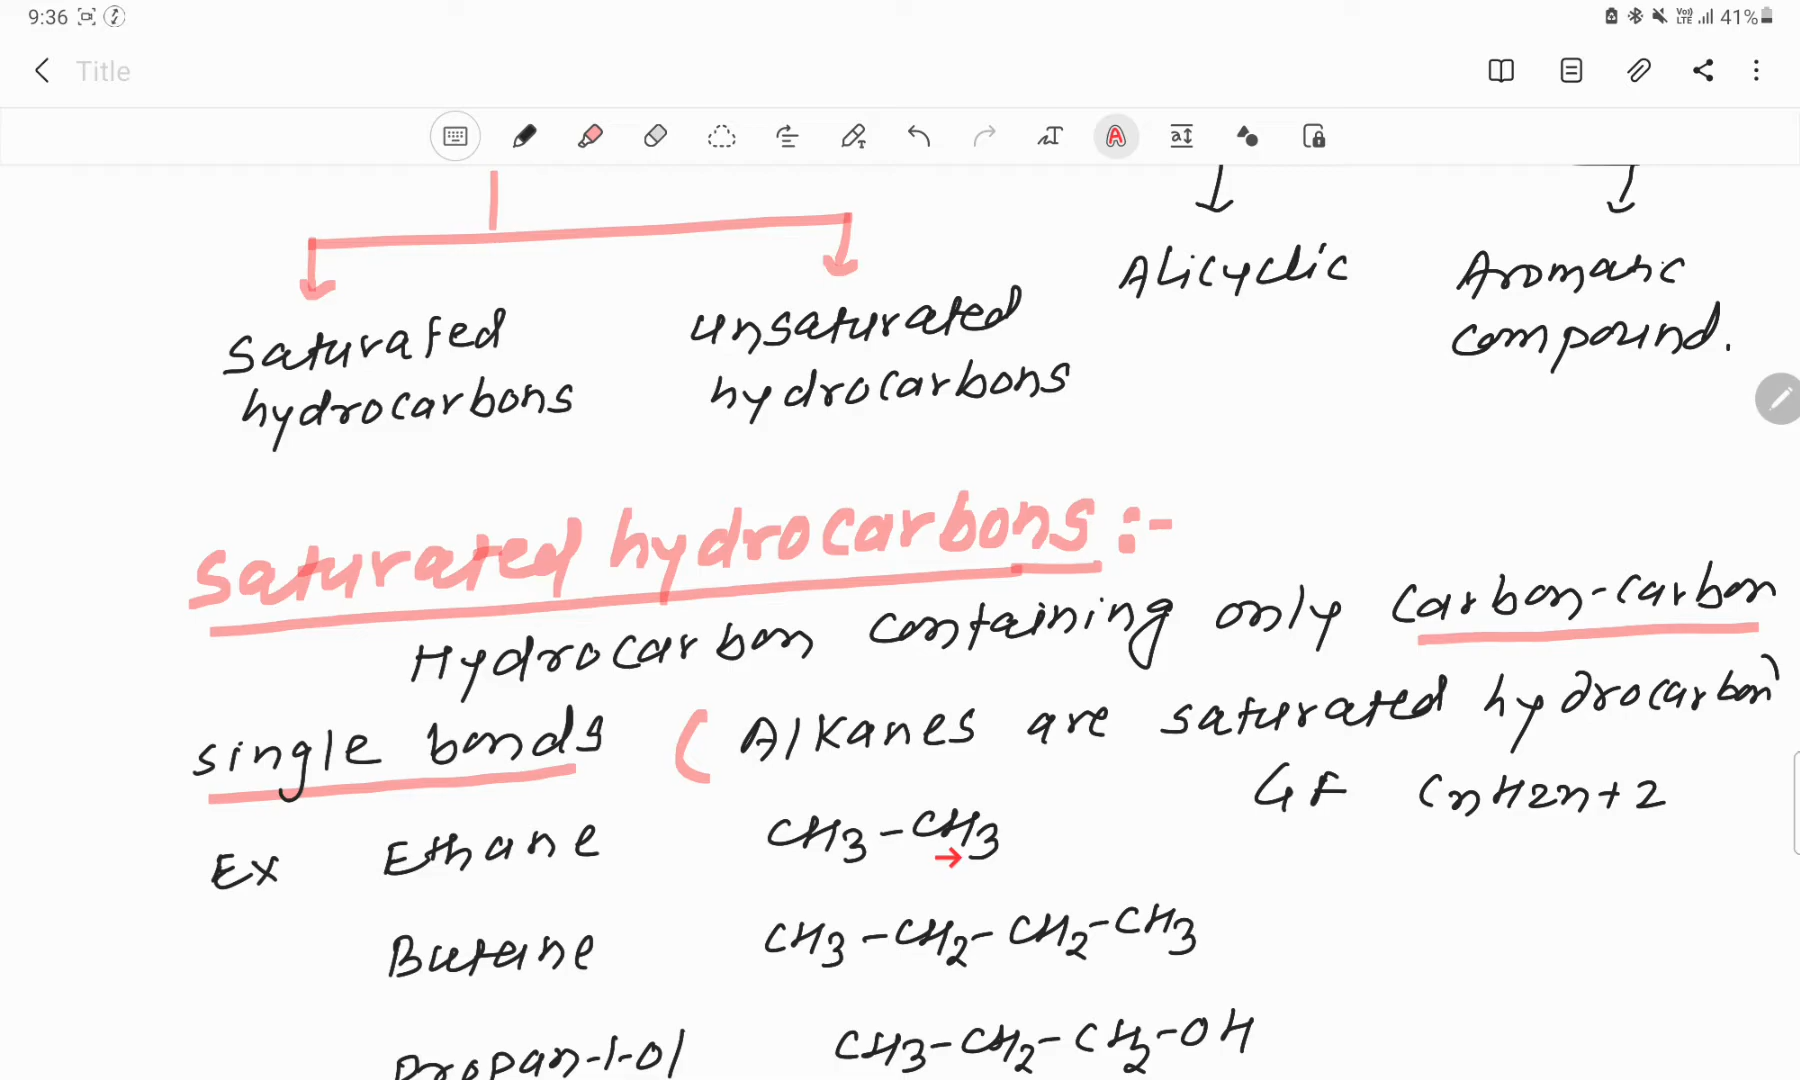 9:36 41%
Title
Alicyclic Aromatic
Saturated Unsaturated compound.
hydrocarbons hydrocarbons
Saturated hydrocarbons :-
Hydrocarbon containing only Carbon-Carbon
single bonds ( Alkanes are saturated hydrocarbon)
GF CnH2n+2
Ex Ethane CH3-CH3
Butane CH3-CH2-CH2-CH3
Propan-1-ol CH3-CH2-CH2-OH